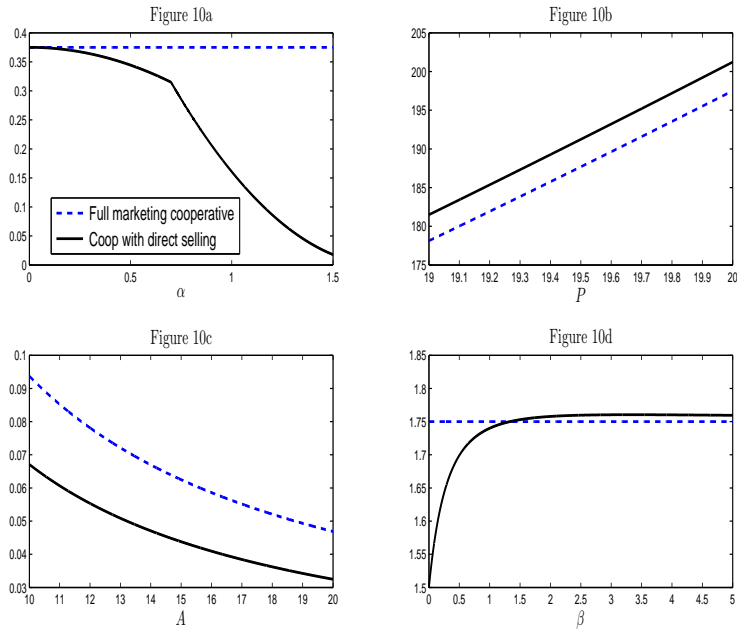 Figure 10a
0.4
0.35
0.3
0.25
0.2
0.15
0.1
0.05
0
Full marketing cooperative
Coop with direct selling
0 0.5 1 1.5
α
Figure 10b
205
200
195
190
185
180
175
19 19.1 19.2 19.3 19.4 19.5 19.6 19.7 19.8 19.9 20
P
Figure 10c
0.1
0.09
0.08
0.07
0.06
0.05
0.04
0.03
10 11 12 13 14 15 16 17 18 19 20
A
Figure 10d
1.85
1.8
1.75
1.7
1.65
1.6
1.55
1.5
0 0.5 1 1.5 2 2.5 3 3.5 4 4.5 5
β